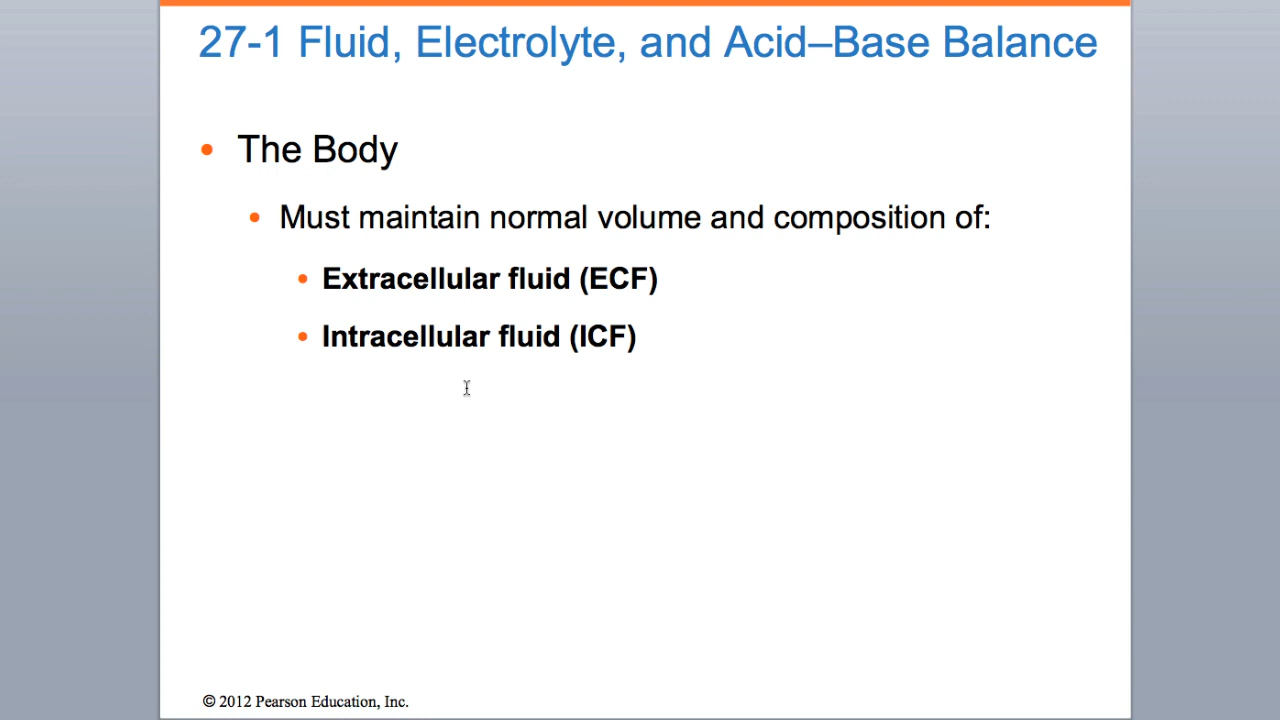 27-1 Fluid, Electrolyte, and Acid–Base Balance
• The Body
• Must maintain normal volume and composition of:
• Extracellular fluid (ECF)
• Intracellular fluid (ICF)
© 2012 Pearson Education, Inc.